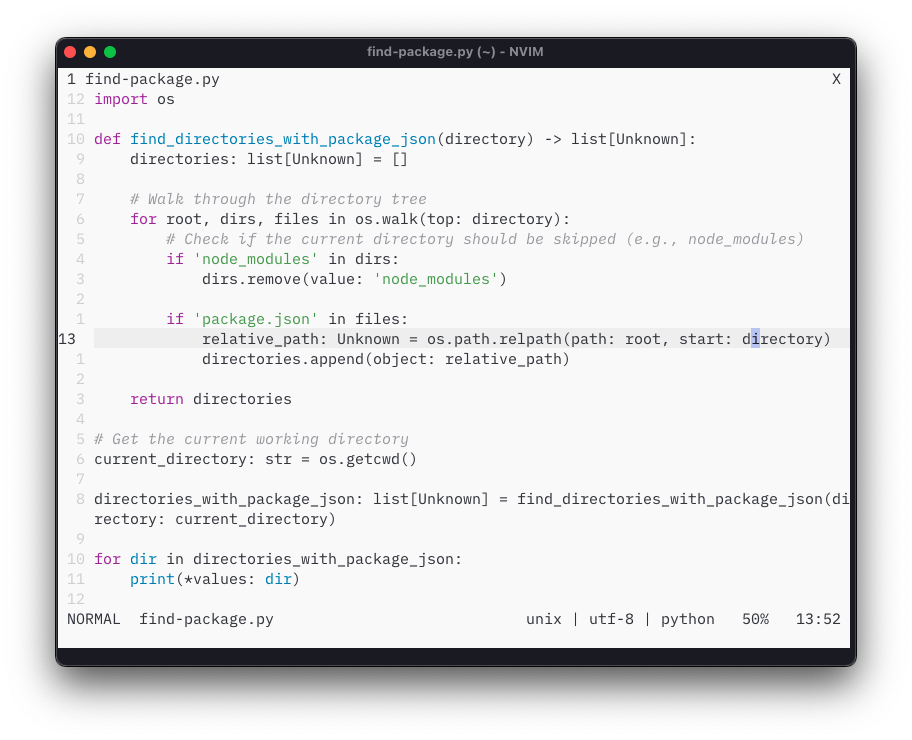 find-package.py (~) - NVIM
1 find-package.py X
12 import os
11
10 def find_directories_with_package_json(directory) -> list[Unknown]:
9     directories: list[Unknown] = []
8
7     # Walk through the directory tree
6     for root, dirs, files in os.walk(top: directory):
5         # Check if the current directory should be skipped (e.g., node_modules)
4         if 'node_modules' in dirs:
3             dirs.remove(value: 'node_modules')
2
1         if 'package.json' in files:
13             relative_path: Unknown = os.path.relpath(path: root, start: directory)
1             directories.append(object: relative_path)
2
3     return directories
4
5 # Get the current working directory
6 current_directory: str = os.getcwd()
7
8 directories_with_package_json: list[Unknown] = find_directories_with_package_json(di
rectory: current_directory)
9
10 for dir in directories_with_package_json:
11     print(*values: dir)
12
NORMAL  find-package.py unix | utf-8 | python   50%   13:52